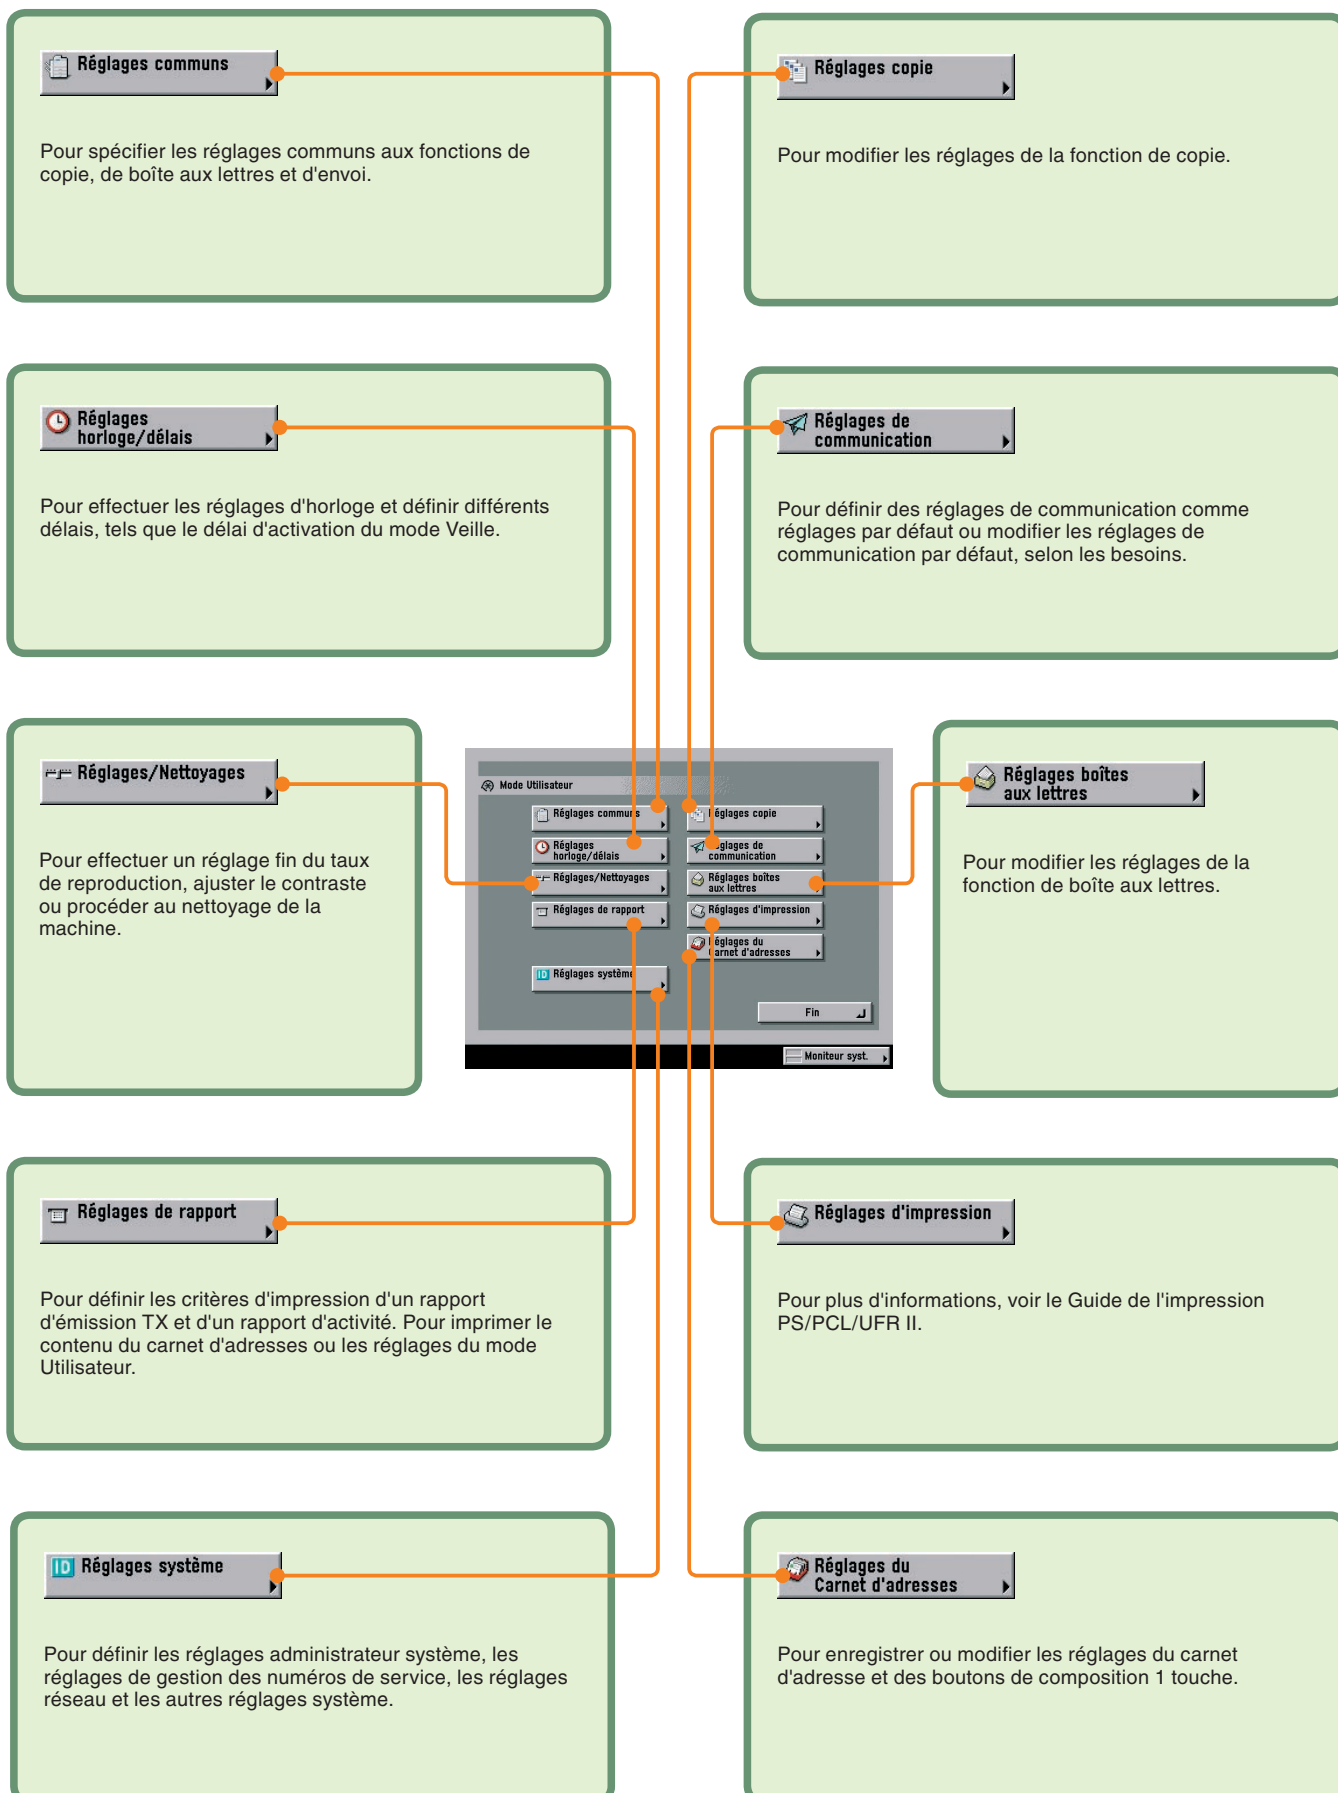 Réglages communs
Pour spécifier les réglages communs aux fonctions de
copie, de boîte aux lettres et d'envoi.
Réglages copie
Pour modifier les réglages de la fonction de copie.
Réglages
horloge/délais
Pour effectuer les réglages d'horloge et définir différents
délais, tels que le délai d'activation du mode Veille.
Réglages de
communication
Pour définir des réglages de communication comme
réglages par défaut ou modifier les réglages de
communication par défaut, selon les besoins.
Réglages/Nettoyages
Pour effectuer un réglage fin du taux
de reproduction, ajuster le contraste
ou procéder au nettoyage de la
machine.
Mode Utilisateur
Réglages communs
Réglages copie
Réglages
horloge/délais
Réglages de
communication
Réglages/Nettoyages
Réglages boîtes
aux lettres
Réglages de rapport
Réglages d'impression
Réglages du
Carnet d'adresses
ID Réglages système
Fin
Moniteur syst.
Réglages boîtes
aux lettres
Pour modifier les réglages de la
fonction de boîte aux lettres.
Réglages de rapport
Pour définir les critères d'impression d'un rapport
d'émission TX et d'un rapport d'activité. Pour imprimer le
contenu du carnet d'adresses ou les réglages du mode
Utilisateur.
Réglages d'impression
Pour plus d'informations, voir le Guide de l'impression
PS/PCL/UFR II.
ID Réglages système
Pour définir les réglages administrateur système, les
réglages de gestion des numéros de service, les réglages
réseau et les autres réglages système.
Réglages du
Carnet d'adresses
Pour enregistrer ou modifier les réglages du carnet
d'adresse et des boutons de composition 1 touche.